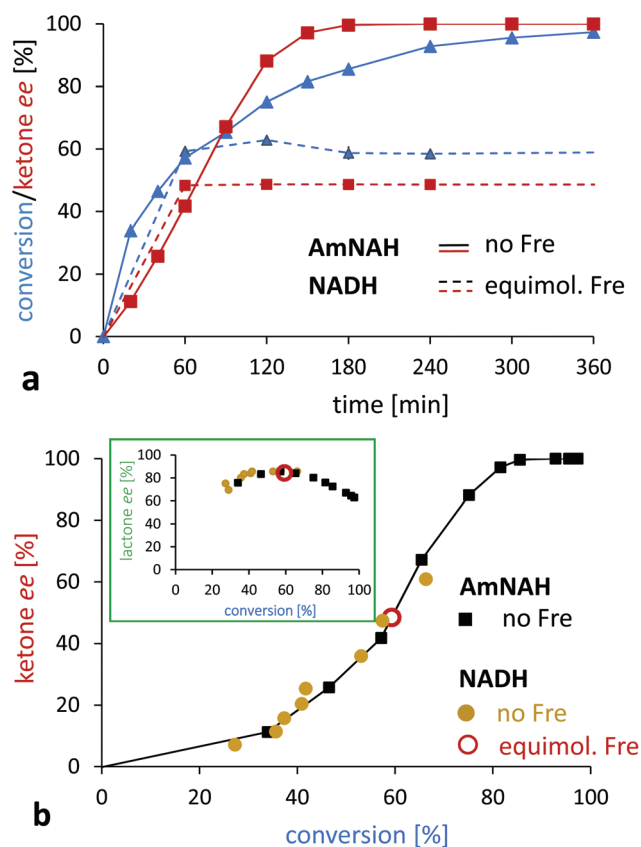 conversion/ketone ee [%]
100
80
60
40
20
0
0 60 120 180 240 300 360
time [min]
AmNAH no Fre
NADH equimol. Fre
a
ketone ee [%]
100
80
60
40
20
0
0 20 40 60 80 100
conversion [%]
lactone ee [%]
100
80
60
40
20
0
0 20 40 60 80 100
conversion [%]
AmNAH
no Fre
NADH
no Fre
equimol. Fre
b